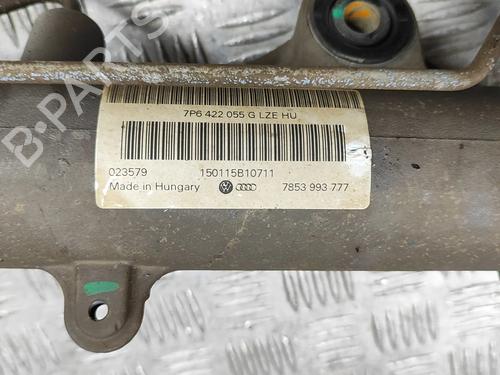 B-PARTS
7P6 422 055 G LZE HU
023579 150115B10711
Made in Hungary 7853 993 777